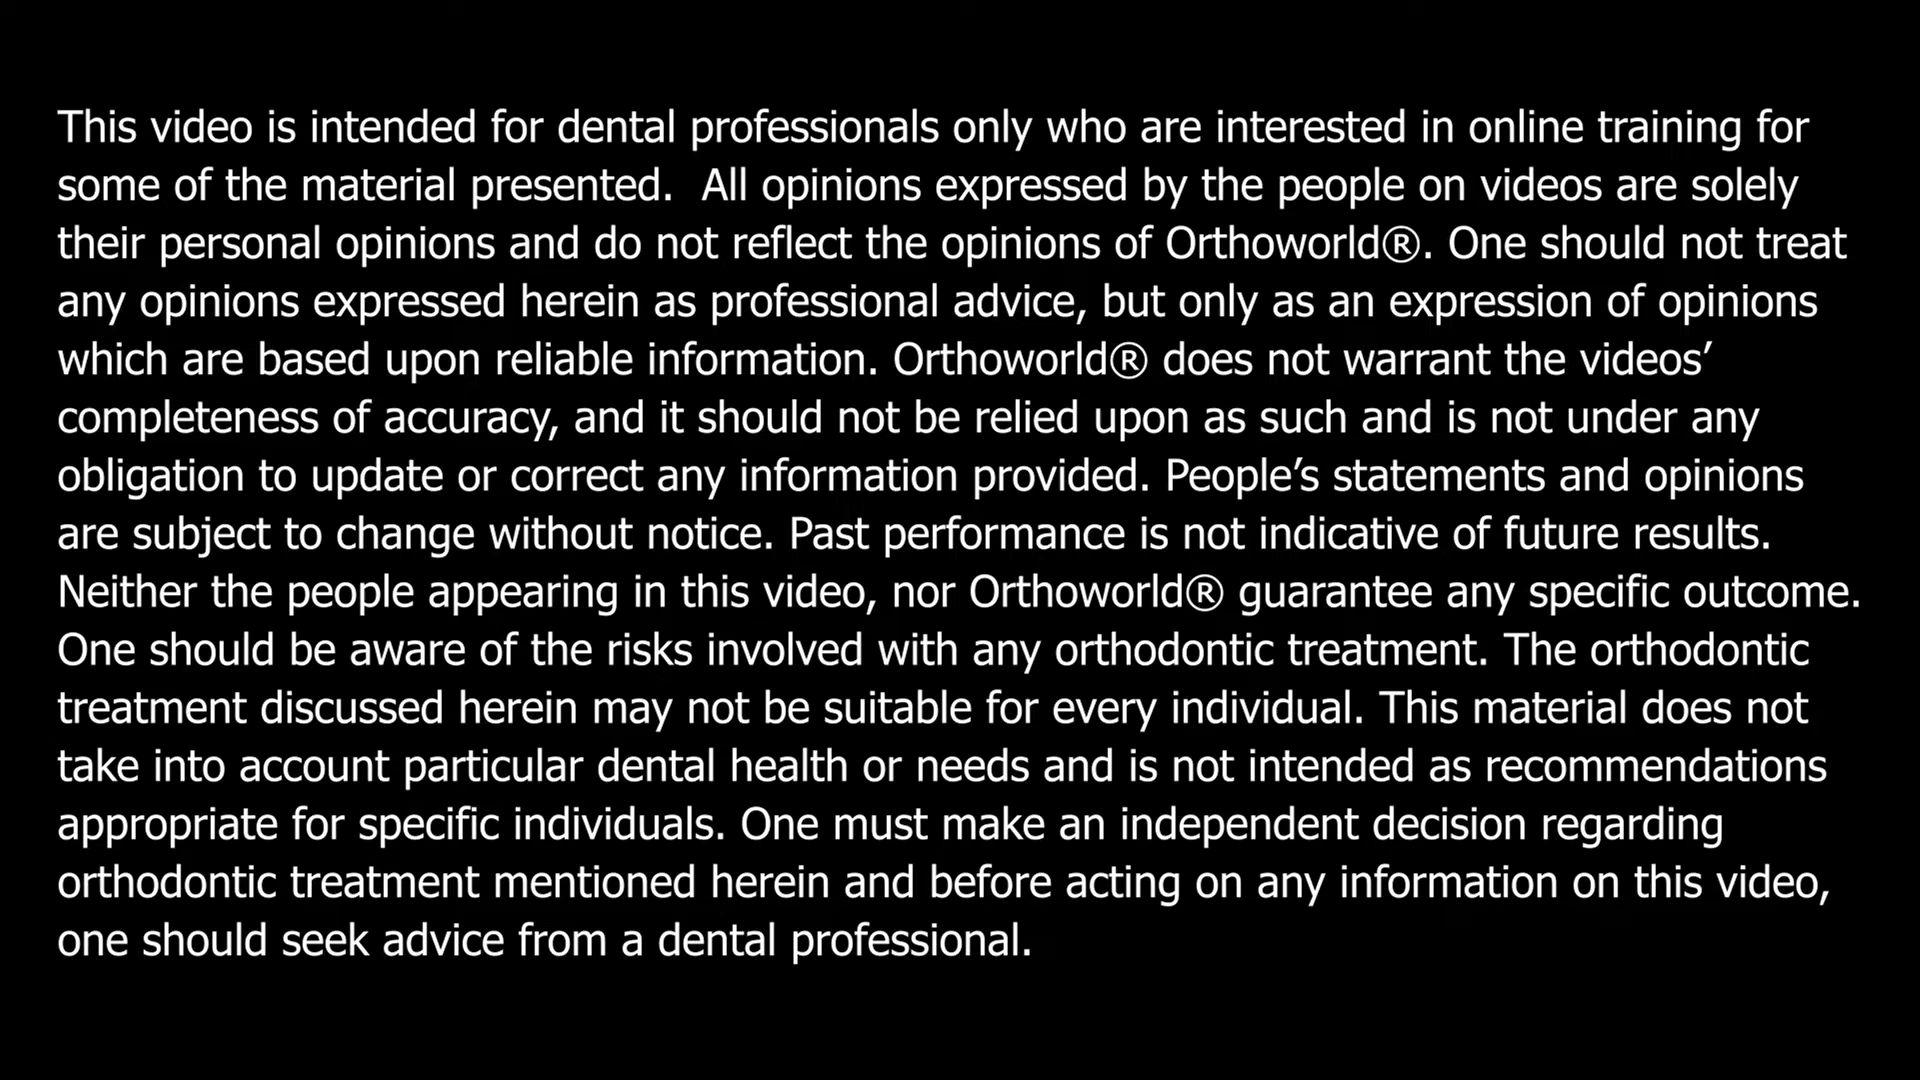 This video is intended for dental professionals only who are interested in online training for
some of the material presented.  All opinions expressed by the people on videos are solely
their personal opinions and do not reflect the opinions of Orthoworld®. One should not treat
any opinions expressed herein as professional advice, but only as an expression of opinions
which are based upon reliable information. Orthoworld® does not warrant the videos’
completeness of accuracy, and it should not be relied upon as such and is not under any
obligation to update or correct any information provided. People’s statements and opinions
are subject to change without notice. Past performance is not indicative of future results.
Neither the people appearing in this video, nor Orthoworld® guarantee any specific outcome.
One should be aware of the risks involved with any orthodontic treatment. The orthodontic
treatment discussed herein may not be suitable for every individual. This material does not
take into account particular dental health or needs and is not intended as recommendations
appropriate for specific individuals. One must make an independent decision regarding
orthodontic treatment mentioned herein and before acting on any information on this video,
one should seek advice from a dental professional.